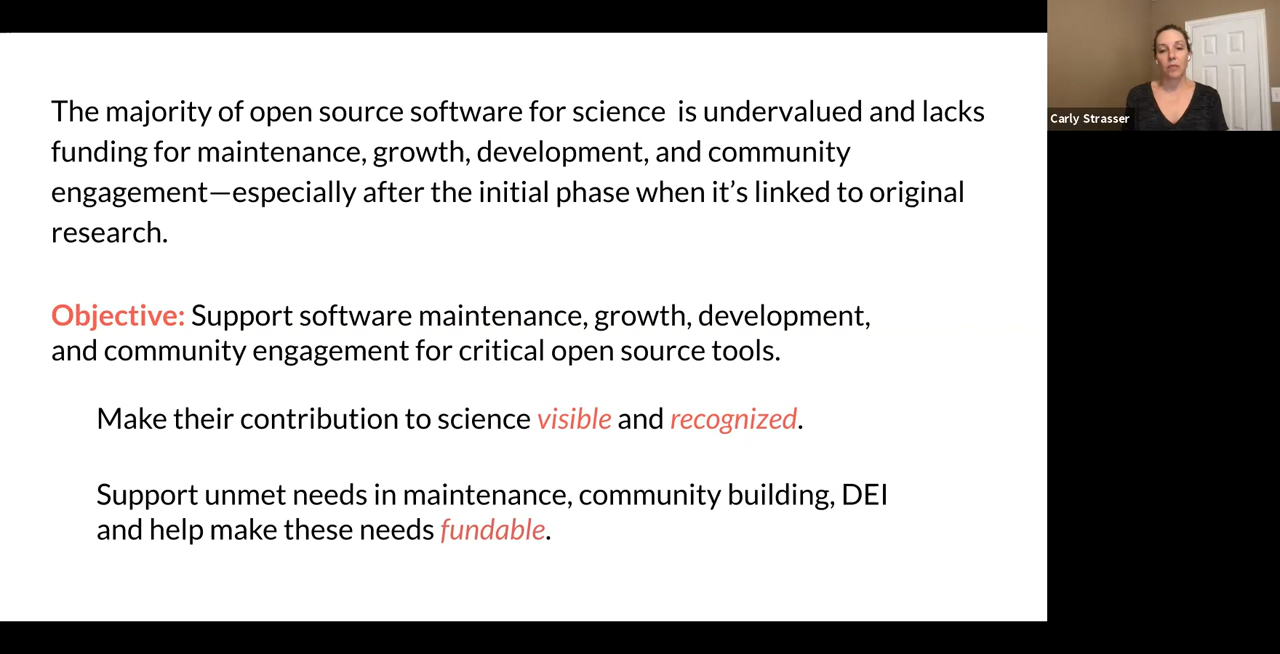 The majority of open source software for science  is undervalued and lacks
funding for maintenance, growth, development, and community
engagement—especially after the initial phase when it’s linked to original
research.
Objective: Support software maintenance, growth, development,
and community engagement for critical open source tools.
Make their contribution to science visible and recognized.
Support unmet needs in maintenance, community building, DEI
and help make these needs fundable.
Carly Strasser